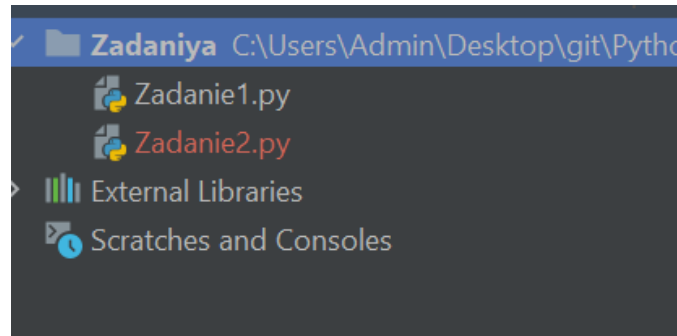 Zadaniya C:\Users\Admin\Desktop\git\Pytho
Zadanie1.py
Zadanie2.py
External Libraries
Scratches and Consoles